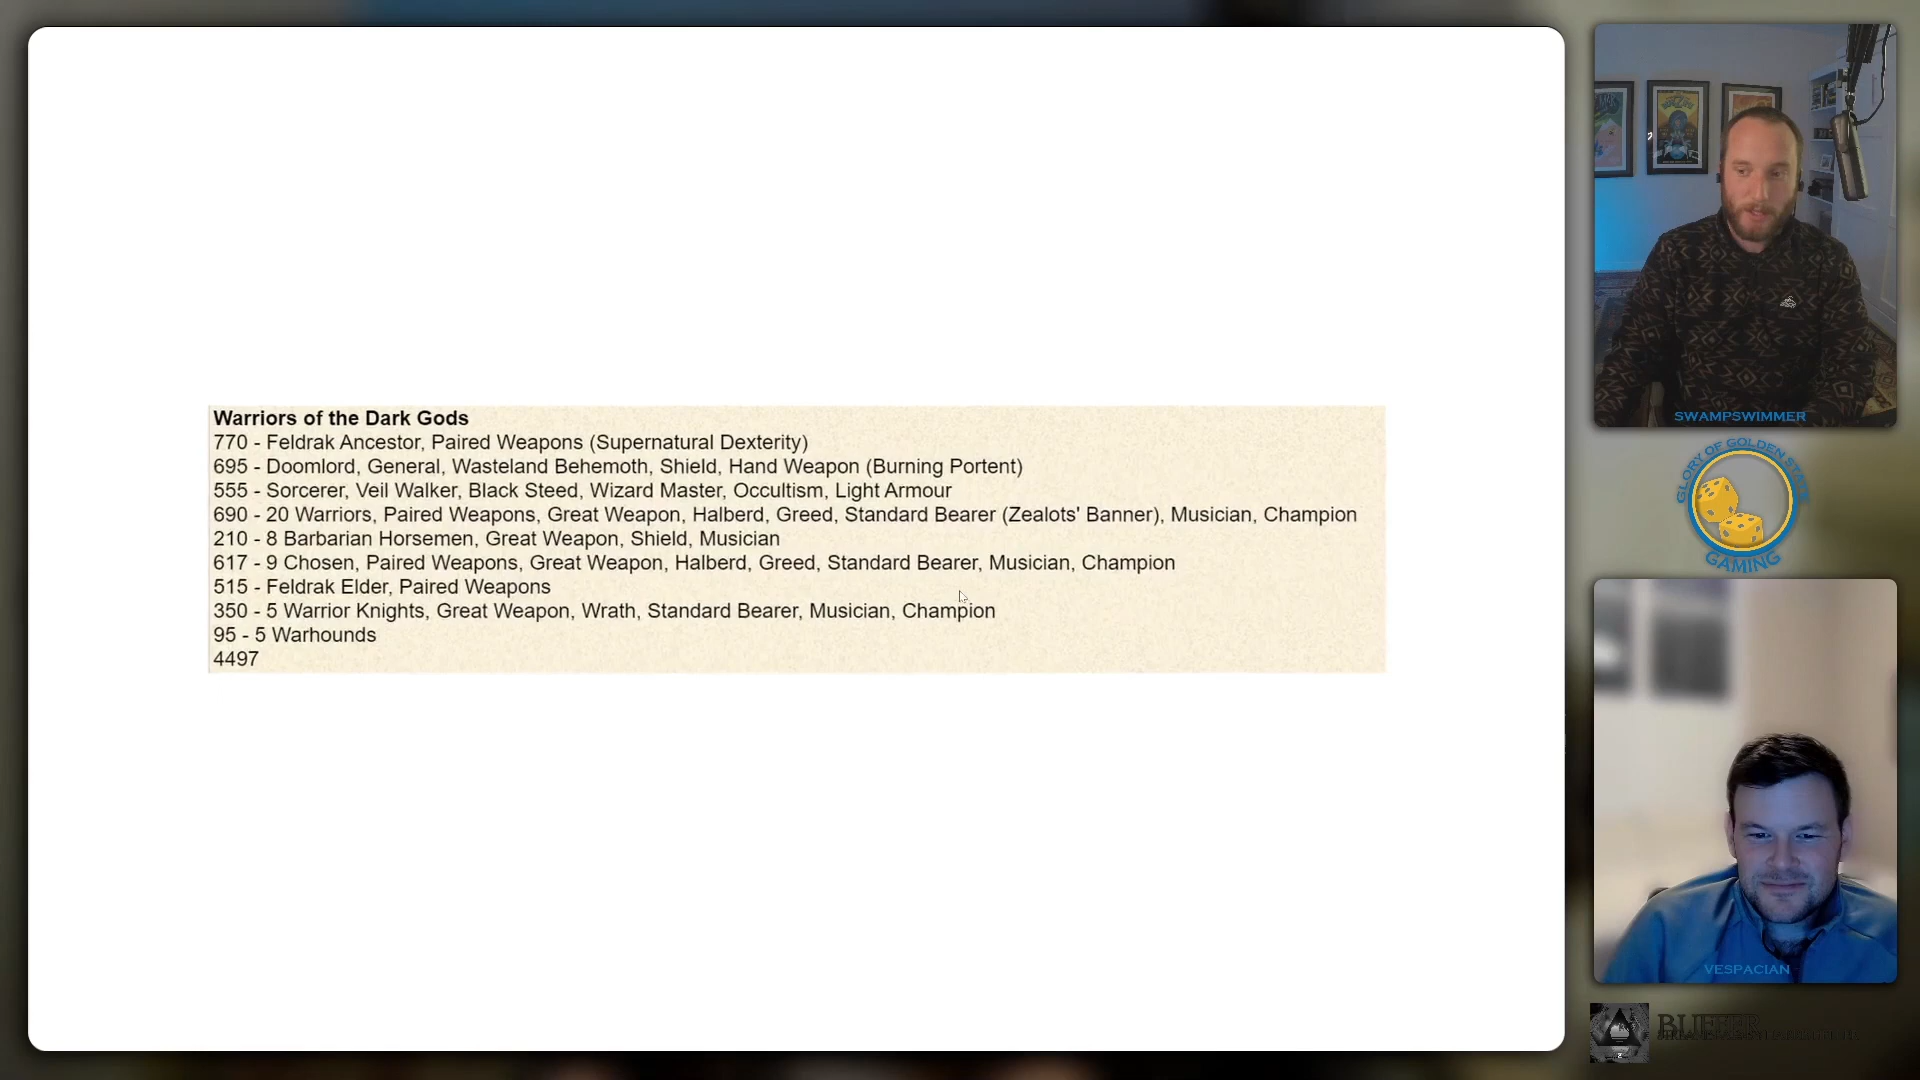 Warriors of the Dark Gods
770 - Feldrak Ancestor, Paired Weapons (Supernatural Dexterity)
695 - Doomlord, General, Wasteland Behemoth, Shield, Hand Weapon (Burning Portent)
555 - Sorcerer, Veil Walker, Black Steed, Wizard Master, Occultism, Light Armour
690 - 20 Warriors, Paired Weapons, Great Weapon, Halberd, Greed, Standard Bearer (Zealots' Banner), Musician, Champion
210 - 8 Barbarian Horsemen, Great Weapon, Shield, Musician
617 - 9 Chosen, Paired Weapons, Great Weapon, Halberd, Greed, Standard Bearer, Musician, Champion
515 - Feldrak Elder, Paired Weapons
350 - 5 Warrior Knights, Great Weapon, Wrath, Standard Bearer, Musician, Champion
95 - 5 Warhounds
4497
SWAMPSWIMMER
GLORY OF GOLDEN STATE
GAMING
VESPACIAN